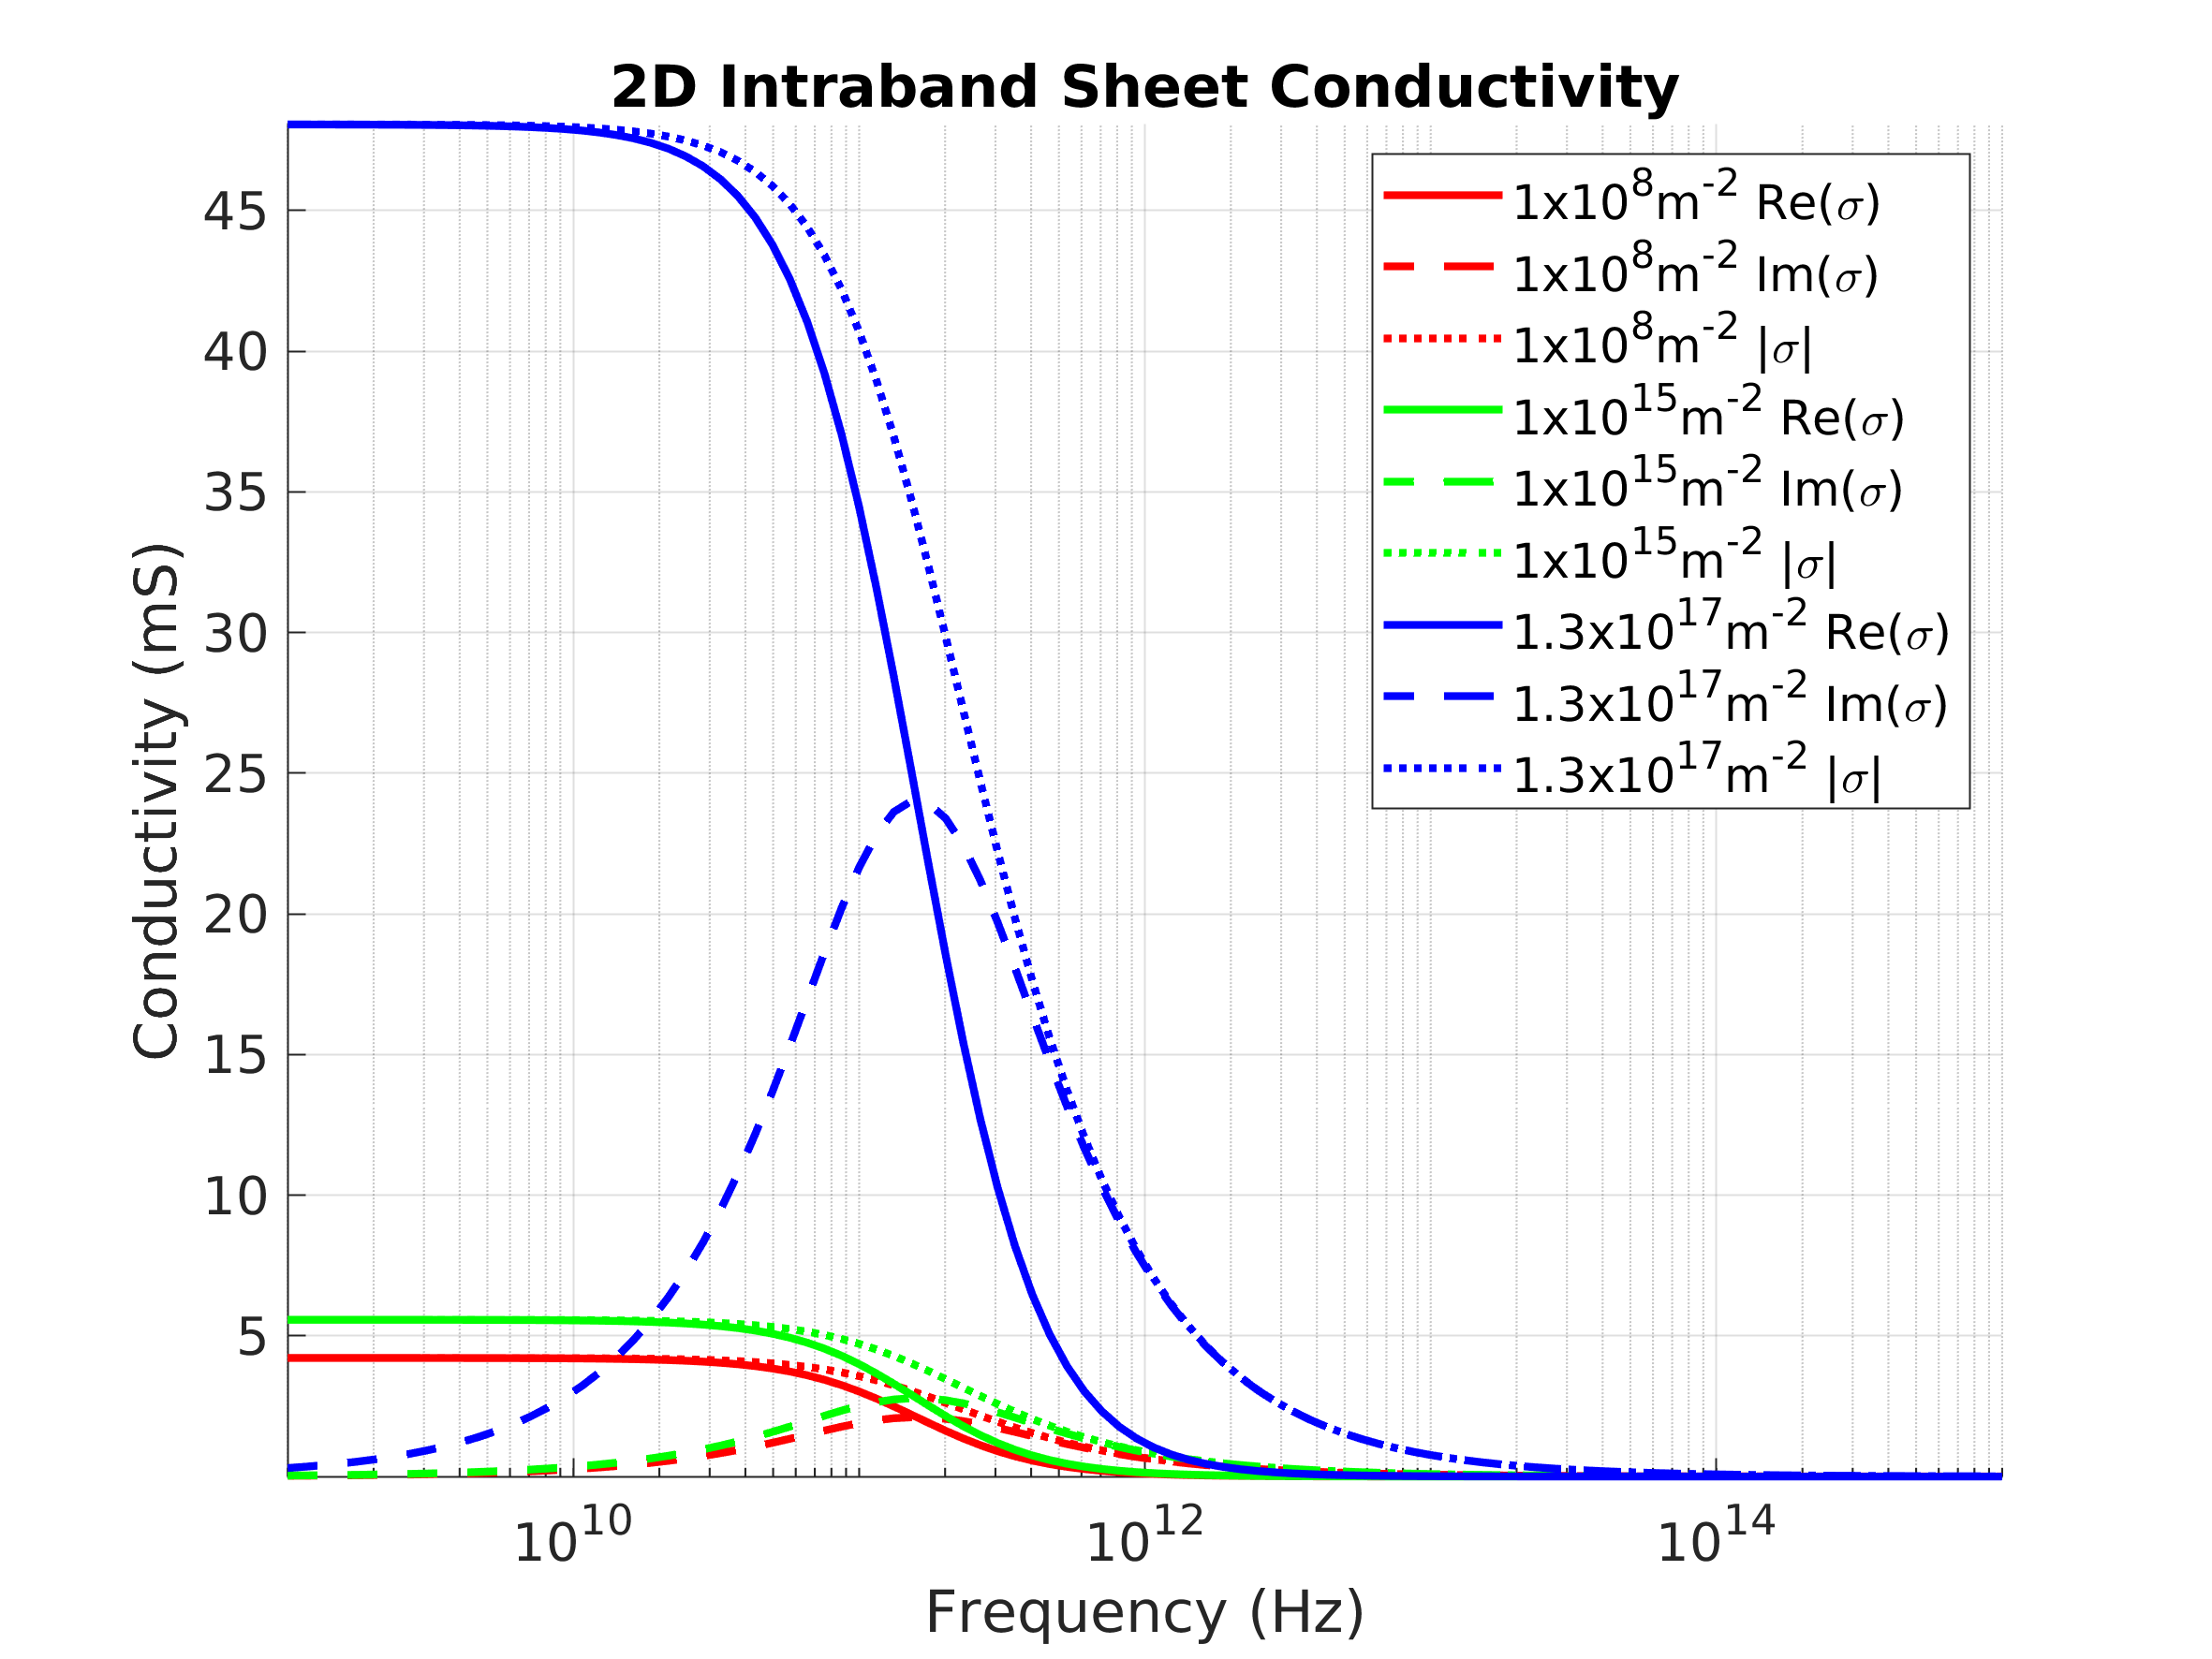 2D Intraband Sheet Conductivity
Conductivity (mS)
45
40
35
30
25
20
15
10
5
1x10^8m^-2 Re(σ)
1x10^8m^-2 Im(σ)
1x10^8m^-2 |σ|
1x10^15m^-2 Re(σ)
1x10^15m^-2 Im(σ)
1x10^15m^-2 |σ|
1.3x10^17m^-2 Re(σ)
1.3x10^17m^-2 Im(σ)
1.3x10^17m^-2 |σ|
10^10 10^12 10^14
Frequency (Hz)